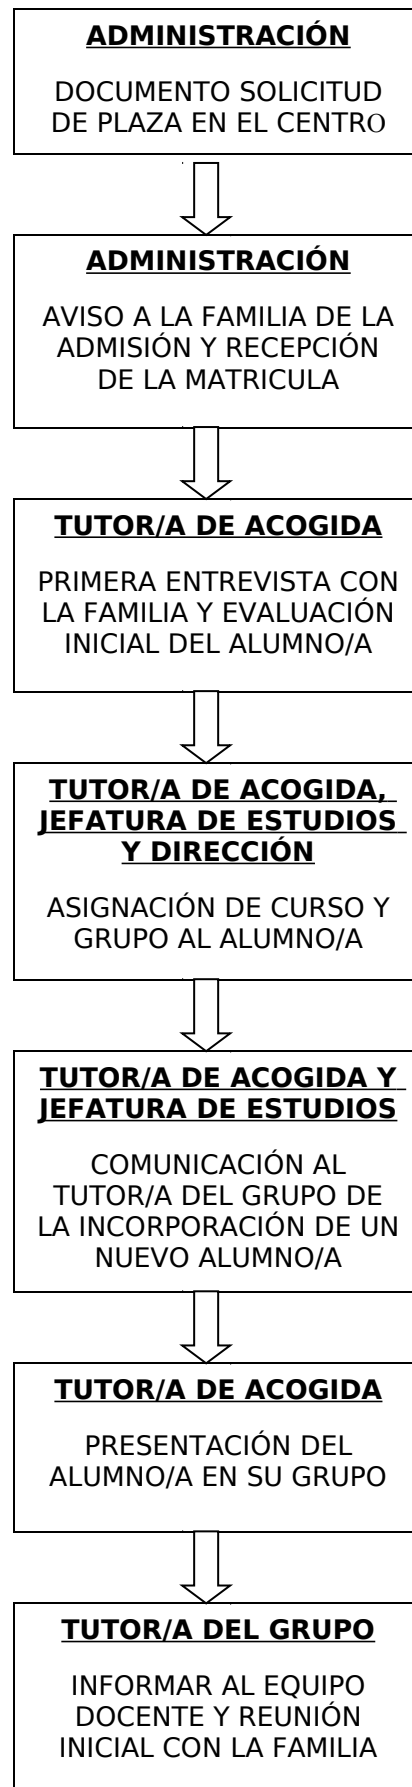 ADMINISTRACIÓN
DOCUMENTO SOLICITUD
DE PLAZA EN EL CENTRO
ADMINISTRACIÓN
AVISO A LA FAMILIA DE LA
ADMISIÓN Y RECEPCIÓN
DE LA MATRICULA
TUTOR/A DE ACOGIDA
PRIMERA ENTREVISTA CON
LA FAMILIA Y EVALUACIÓN
INICIAL DEL ALUMNO/A
TUTOR/A DE ACOGIDA,
JEFATURA DE ESTUDIOS
Y DIRECCIÓN
ASIGNACIÓN DE CURSO Y
GRUPO AL ALUMNO/A
TUTOR/A DE ACOGIDA Y
JEFATURA DE ESTUDIOS
COMUNICACIÓN AL
TUTOR/A DEL GRUPO DE
LA INCORPORACIÓN DE UN
NUEVO ALUMNO/A
TUTOR/A DE ACOGIDA
PRESENTACIÓN DEL
ALUMNO/A EN SU GRUPO
TUTOR/A DEL GRUPO
INFORMAR AL EQUIPO
DOCENTE Y REUNIÓN
INICIAL CON LA FAMILIA